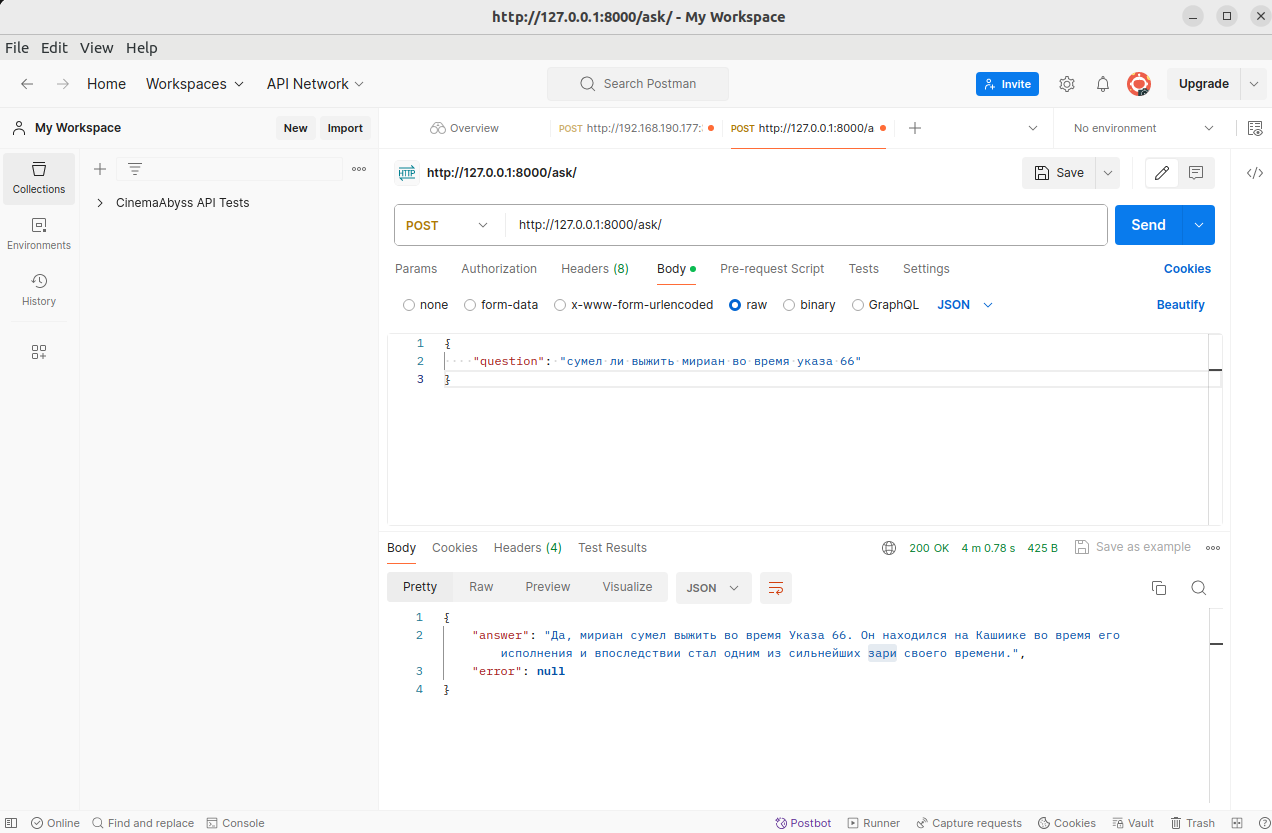 http://127.0.0.1:8000/ask/ - My Workspace
File Edit View Help
Home Workspaces API Network Search Postman Invite Upgrade
My Workspace New Import Overview POST http://192.168.190.177: POST http://127.0.0.1:8000/a No environment
Collections
CinemaAbyss API Tests
Environments
History
HTTP http://127.0.0.1:8000/ask/ Save
POST http://127.0.0.1:8000/ask/ Send
Params Authorization Headers (8) Body Pre-request Script Tests Settings Cookies
none form-data x-www-form-urlencoded raw binary GraphQL JSON Beautify
1 {
2 "question": "сумел ли выжить мириан во время указа 66"
3 }
Body Cookies Headers (4) Test Results 200 OK 4 m 0.78 s 425 B Save as example
Pretty Raw Preview Visualize JSON
1 {
2 "answer": "Да, мириан сумел выжить во время Указа 66. Он находился на Кашиике во время его
исполнения и впоследствии стал одним из сильнейших зари своего времени.",
3 "error": null
4 }
Online Find and replace Console Postbot Runner Capture requests Cookies Vault Trash